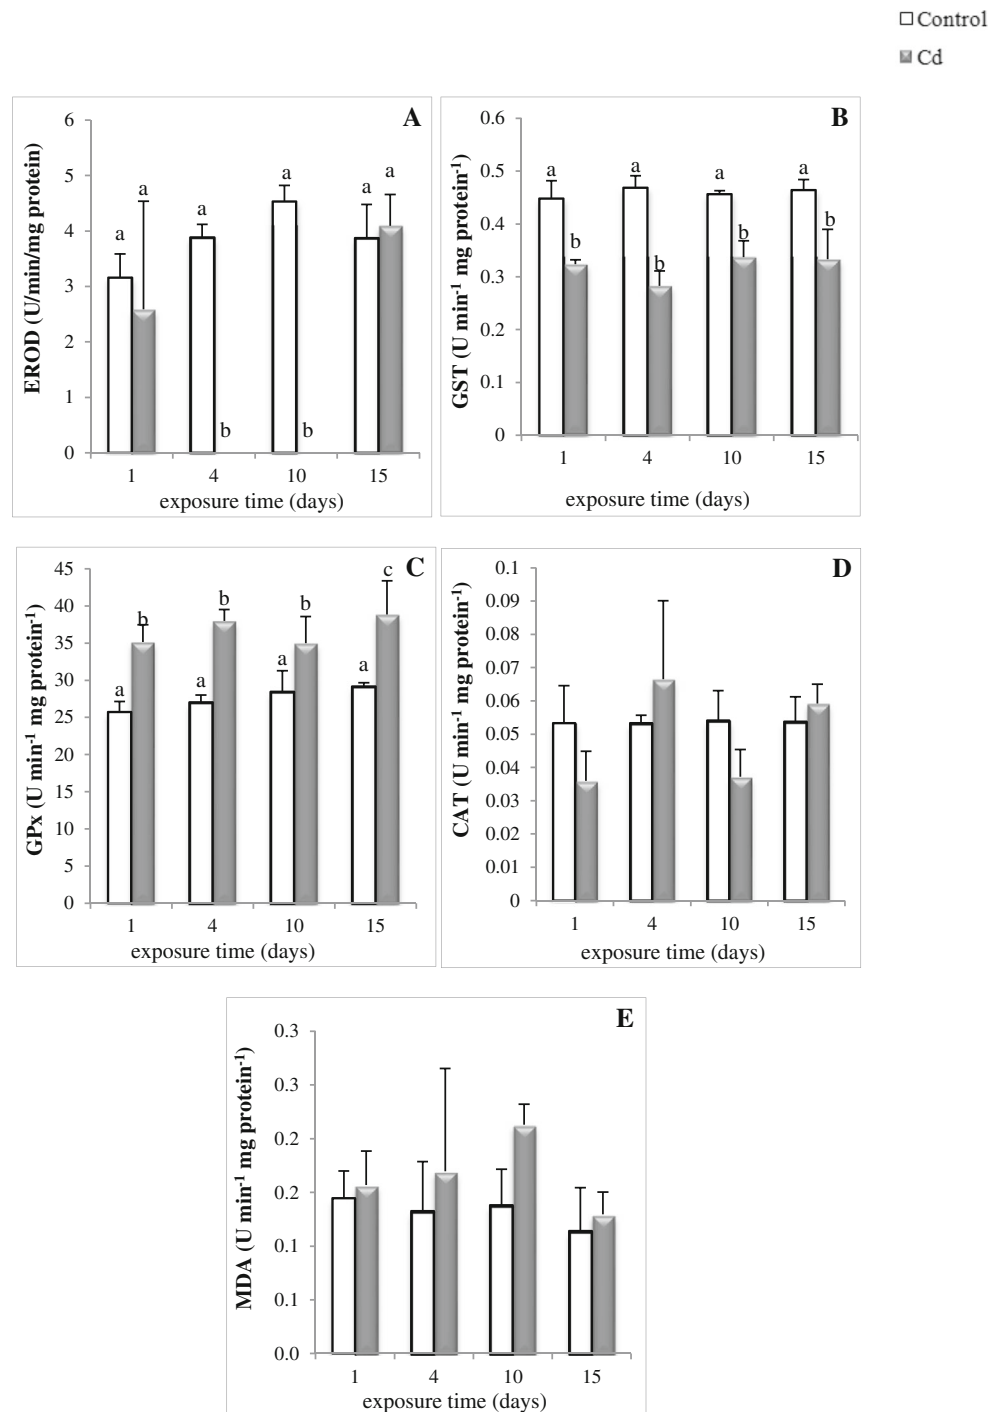 Control
Cd
A
EROD (U/min/mg protein)
6
5
4
3
2
1
0
a
a
a
b
a
b
a
a
1 4 10 15
exposure time (days)
B
GST (U min-1 mg protein-1)
0.6
0.5
0.4
0.3
0.2
0.1
0
a
b
a
b
a
b
a
b
1 4 10 15
exposure time (days)
C
GPx (U min-1 mg protein-1)
45
40
35
30
25
20
15
10
5
0
a
b
a
b
a
b
a
c
1 4 10 15
exposure time (days)
D
CAT (U min-1 mg protein-1)
0.1
0.09
0.08
0.07
0.06
0.05
0.04
0.03
0.02
0.01
0
1 4 10 15
exposure time (days)
E
MDA (U min-1 mg protein-1)
0.3
0.3
0.2
0.2
0.1
0.1
0.0
1 4 10 15
exposure time (days)